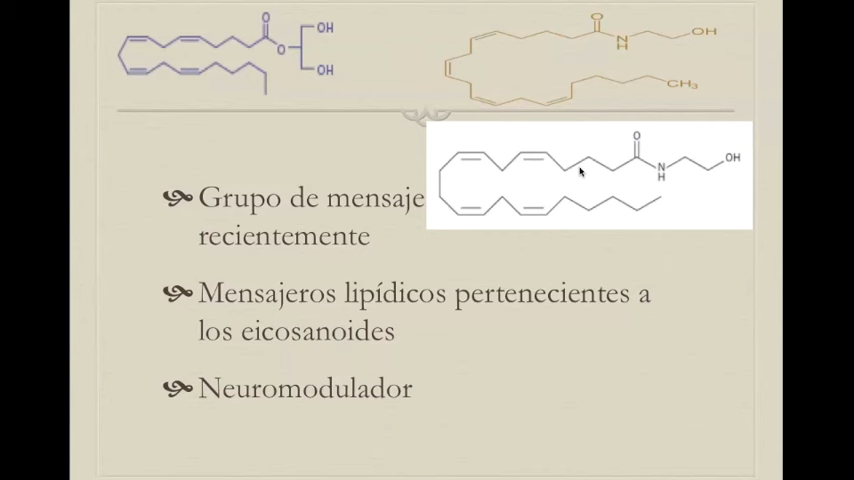 O
OH
O
OH
O
N
H
OH
CH₃
O
N
H
OH
Grupo de mensaje
recientemente
Mensajeros lipídicos pertenecientes a
los eicosanoides
Neuromodulador